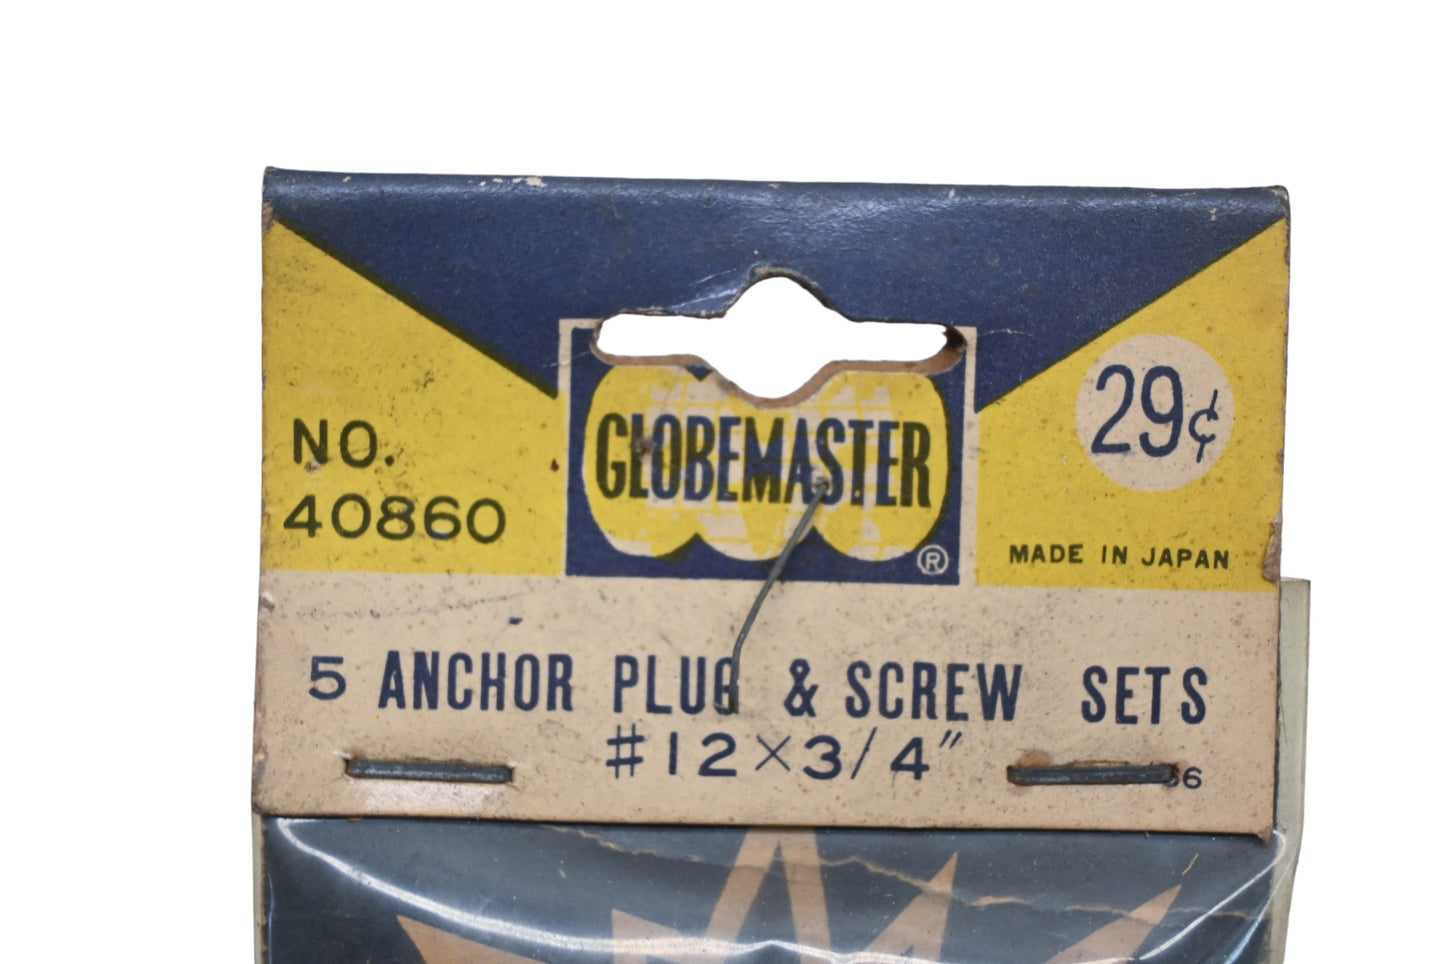 NO.
40860
GLOBEMASTER
®
29¢
MADE IN JAPAN
5 ANCHOR PLUG & SCREW SETS
#12×3/4"